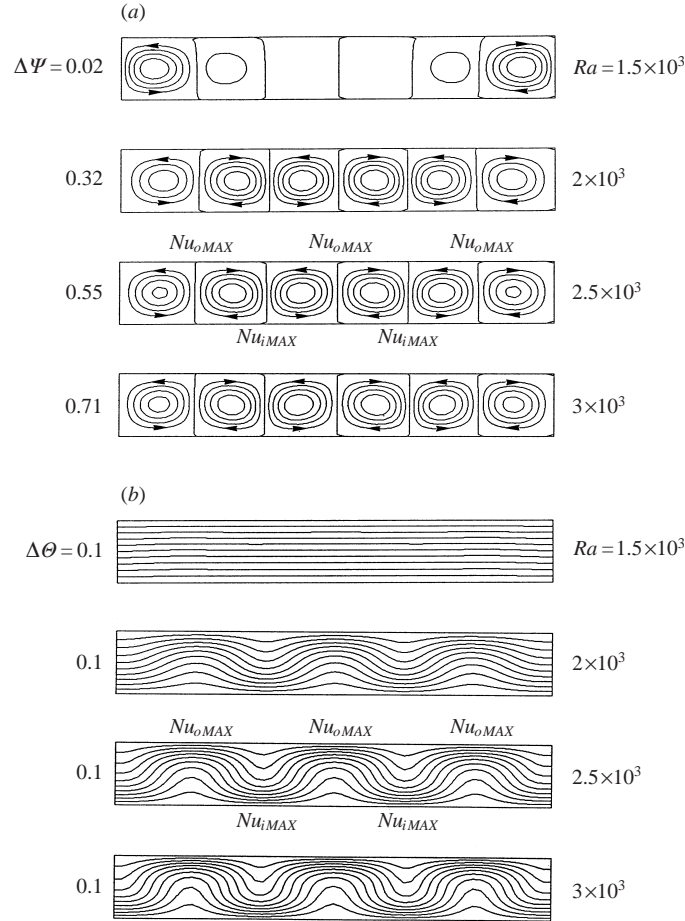 (a)
ΔΨ = 0.02 Ra = 1.5×10³
0.32 2×10³
Nu_oMAX Nu_oMAX Nu_oMAX
0.55 2.5×10³
Nu_iMAX Nu_iMAX
0.71 3×10³
(b)
ΔΘ = 0.1 Ra = 1.5×10³
0.1 2×10³
Nu_oMAX Nu_oMAX Nu_oMAX
0.1 2.5×10³
Nu_iMAX Nu_iMAX
0.1 3×10³